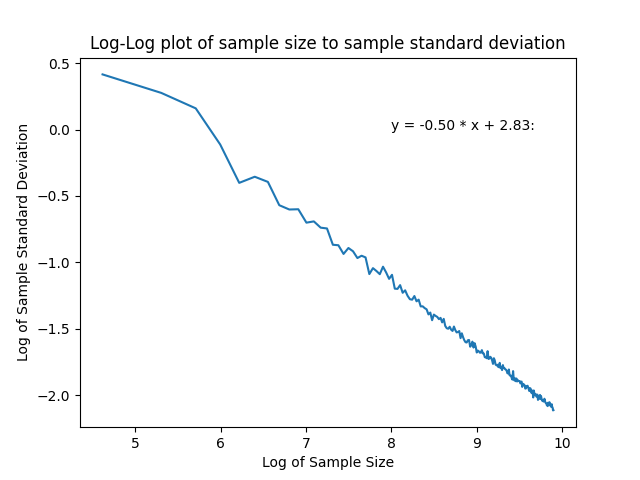 Log-Log plot of sample size to sample standard deviation
y = -0.50 * x + 2.83:
Log of Sample Standard Deviation
0.5
0.0
−0.5
−1.0
−1.5
−2.0
5 6 7 8 9 10
Log of Sample Size